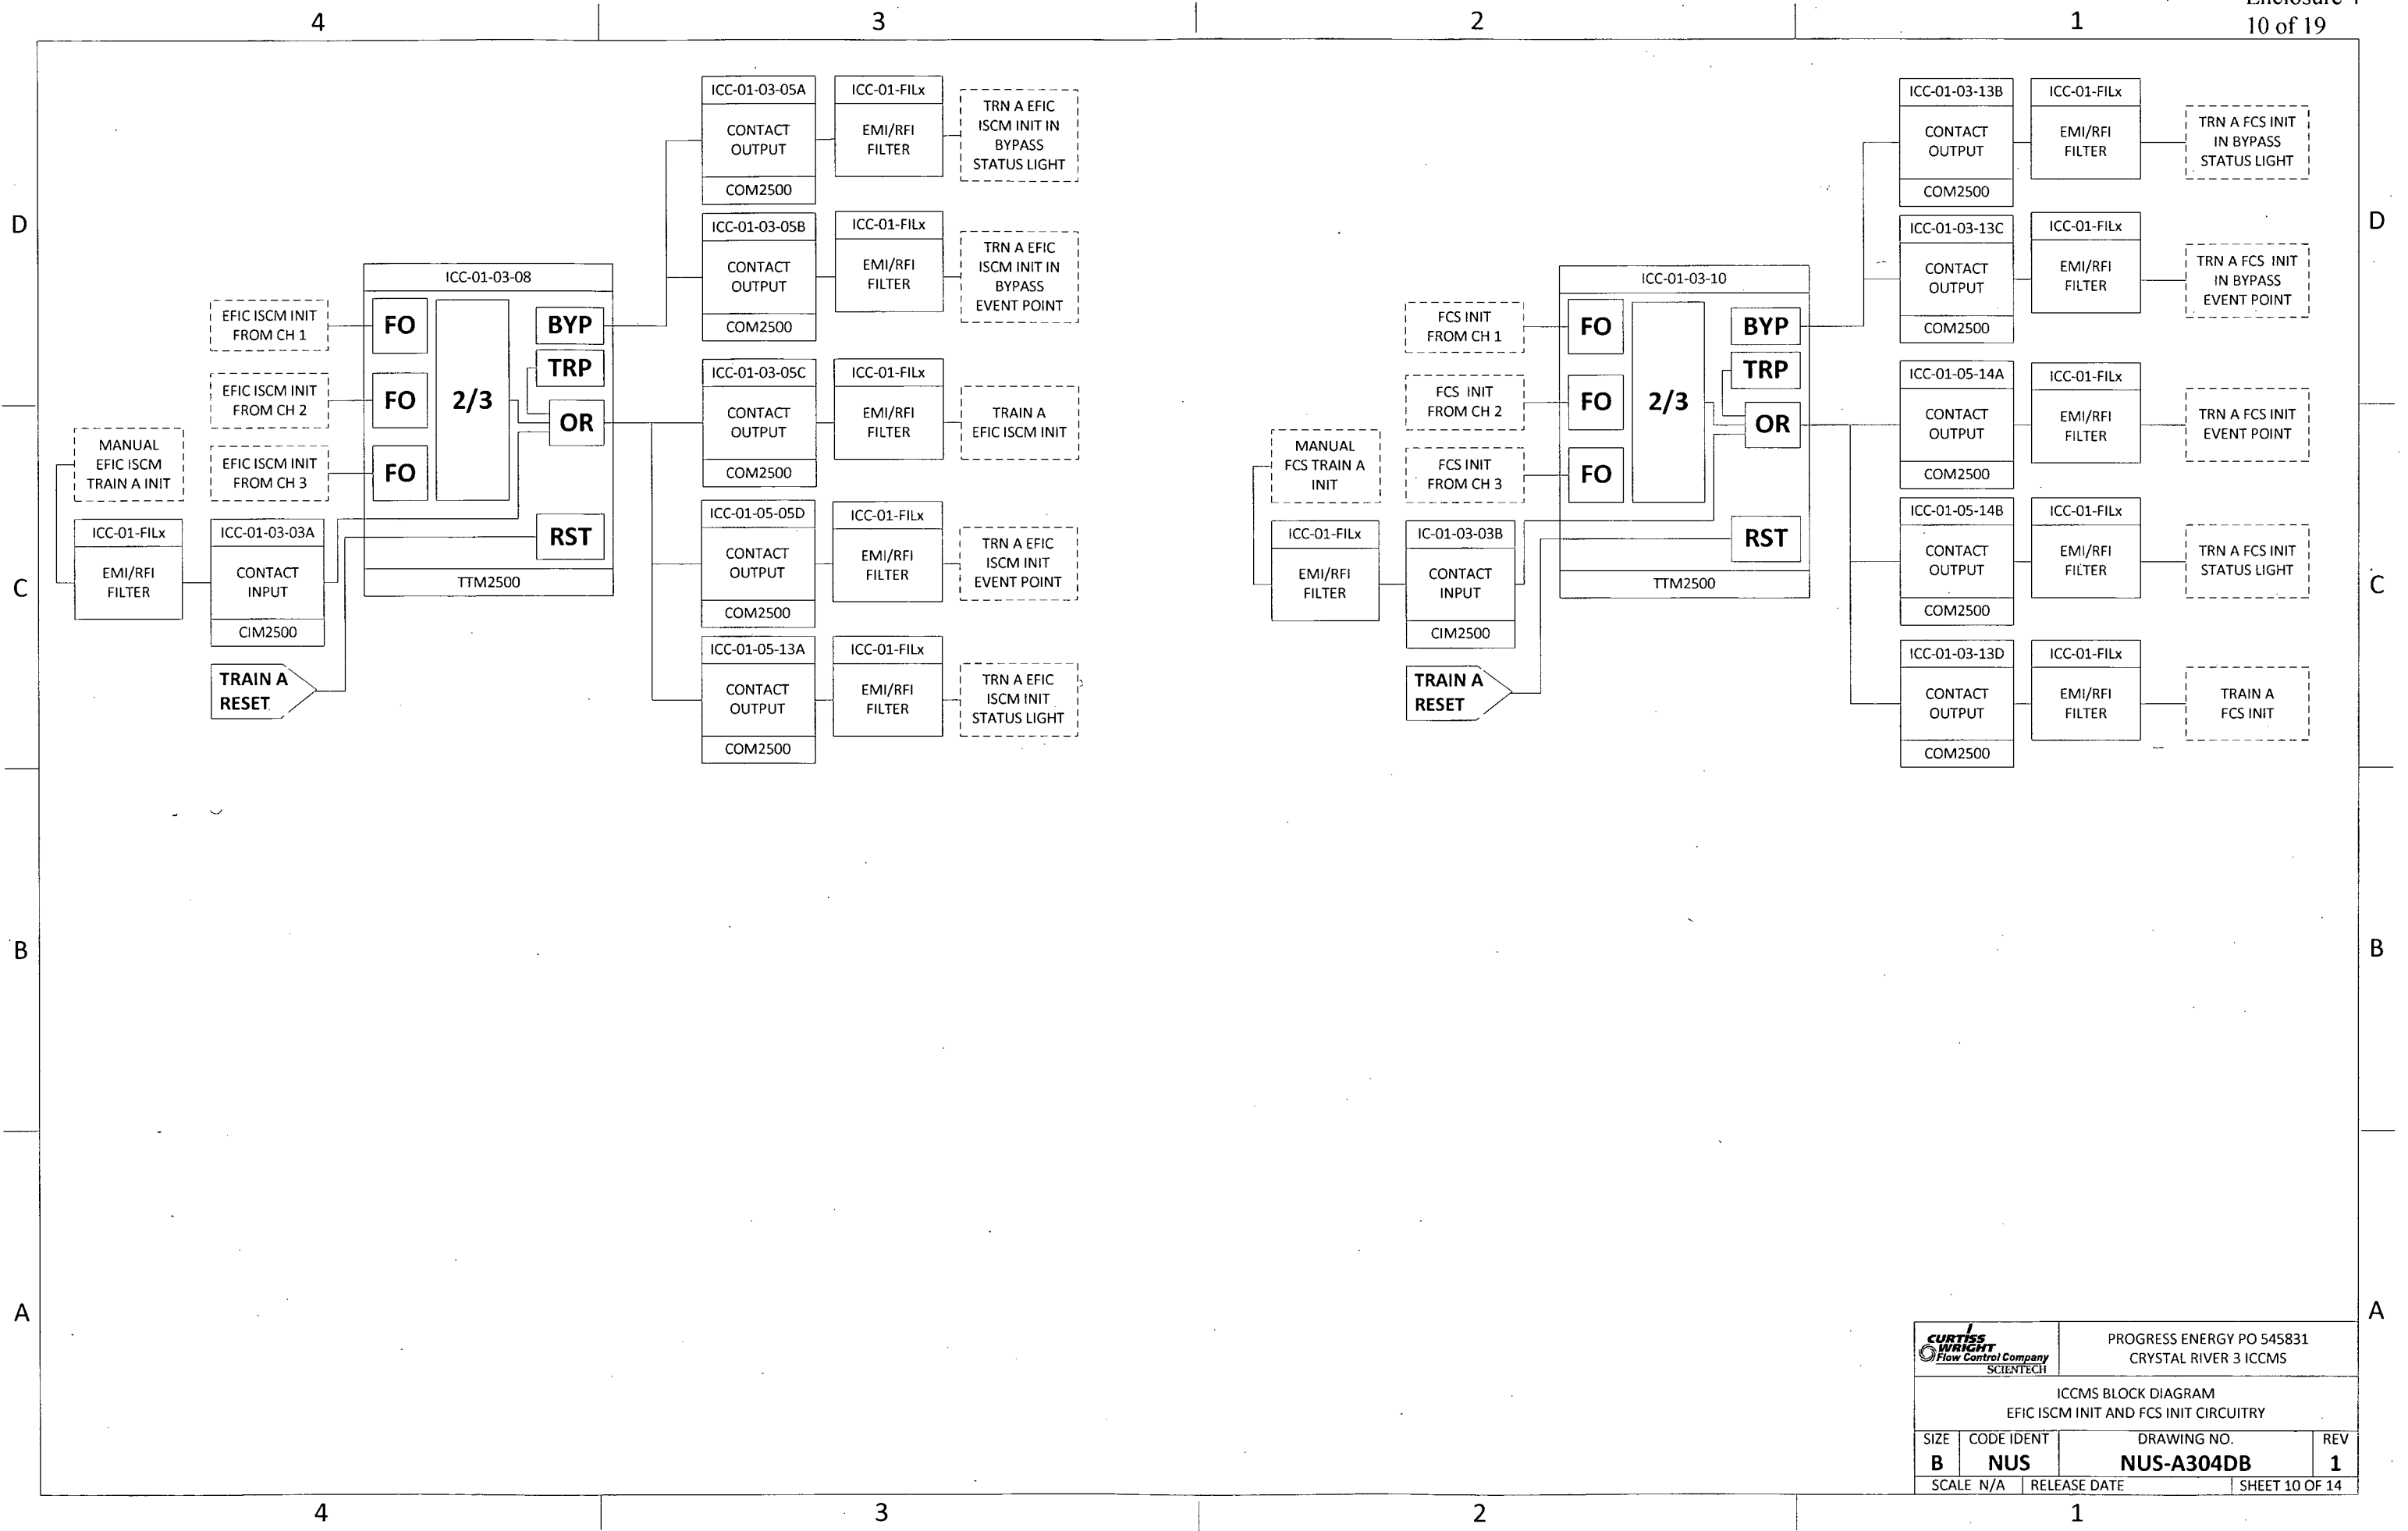 Enclosure 4
10 of 19
4
3
2
1
D
C
B
A
ICC-01-03-05A
CONTACT
OUTPUT
COM2500
ICC-01-FILx
EMI/RFI
FILTER
TRN A EFIC
ISCM INIT IN
BYPASS
STATUS LIGHT
ICC-01-03-05B
CONTACT
OUTPUT
COM2500
ICC-01-FILx
EMI/RFI
FILTER
TRN A EFIC
ISCM INIT IN
BYPASS
EVENT POINT
ICC-01-03-08
EFIC ISCM INIT
FROM CH 1
FO
EFIC ISCM INIT
FROM CH 2
FO
EFIC ISCM INIT
FROM CH 3
FO
2/3
BYP
TRP
OR
RST
TTM2500
ICC-01-03-05C
CONTACT
OUTPUT
COM2500
ICC-01-FILx
EMI/RFI
FILTER
TRAIN A
EFIC ISCM INIT
MANUAL
EFIC ISCM
TRAIN A INIT
ICC-01-FILx
EMI/RFI
FILTER
ICC-01-03-03A
CONTACT
INPUT
CIM2500
TRAIN A
RESET
ICC-01-05-05D
CONTACT
OUTPUT
COM2500
ICC-01-FILx
EMI/RFI
FILTER
TRN A EFIC
ISCM INIT
EVENT POINT
ICC-01-05-13A
CONTACT
OUTPUT
COM2500
ICC-01-FILx
EMI/RFI
FILTER
TRN A EFIC
ISCM INIT
STATUS LIGHT
ICC-01-03-13B
CONTACT
OUTPUT
COM2500
ICC-01-FILx
EMI/RFI
FILTER
TRN A FCS INIT
IN BYPASS
STATUS LIGHT
ICC-01-03-13C
CONTACT
OUTPUT
COM2500
ICC-01-FILx
EMI/RFI
FILTER
TRN A FCS INIT
IN BYPASS
EVENT POINT
ICC-01-03-10
FCS INIT
FROM CH 1
FO
FCS INIT
FROM CH 2
FO
FCS INIT
FROM CH 3
FO
2/3
BYP
TRP
OR
RST
TTM2500
ICC-01-05-14A
CONTACT
OUTPUT
COM2500
ICC-01-FILx
EMI/RFI
FILTER
TRN A FCS INIT
EVENT POINT
MANUAL
FCS TRAIN A
INIT
ICC-01-FILx
EMI/RFI
FILTER
IC-01-03-03B
CONTACT
INPUT
CIM2500
TRAIN A
RESET
ICC-01-05-14B
CONTACT
OUTPUT
COM2500
ICC-01-FILx
EMI/RFI
FILTER
TRN A FCS INIT
STATUS LIGHT
ICC-01-03-13D
CONTACT
OUTPUT
COM2500
ICC-01-FILx
EMI/RFI
FILTER
TRAIN A
FCS INIT
D
C
B
A
CURTISS
WRIGHT
Flow Control Company
SCIENTECH
PROGRESS ENERGY PO 545831
CRYSTAL RIVER 3 ICCMS
ICCMS BLOCK DIAGRAM
EFIC ISCM INIT AND FCS INIT CIRCUITRY
SIZE
B
CODE IDENT
NUS
DRAWING NO.
NUS-A304DB
REV
1
SCALE N/A
RELEASE DATE
SHEET 10 OF 14
4
3
2
1